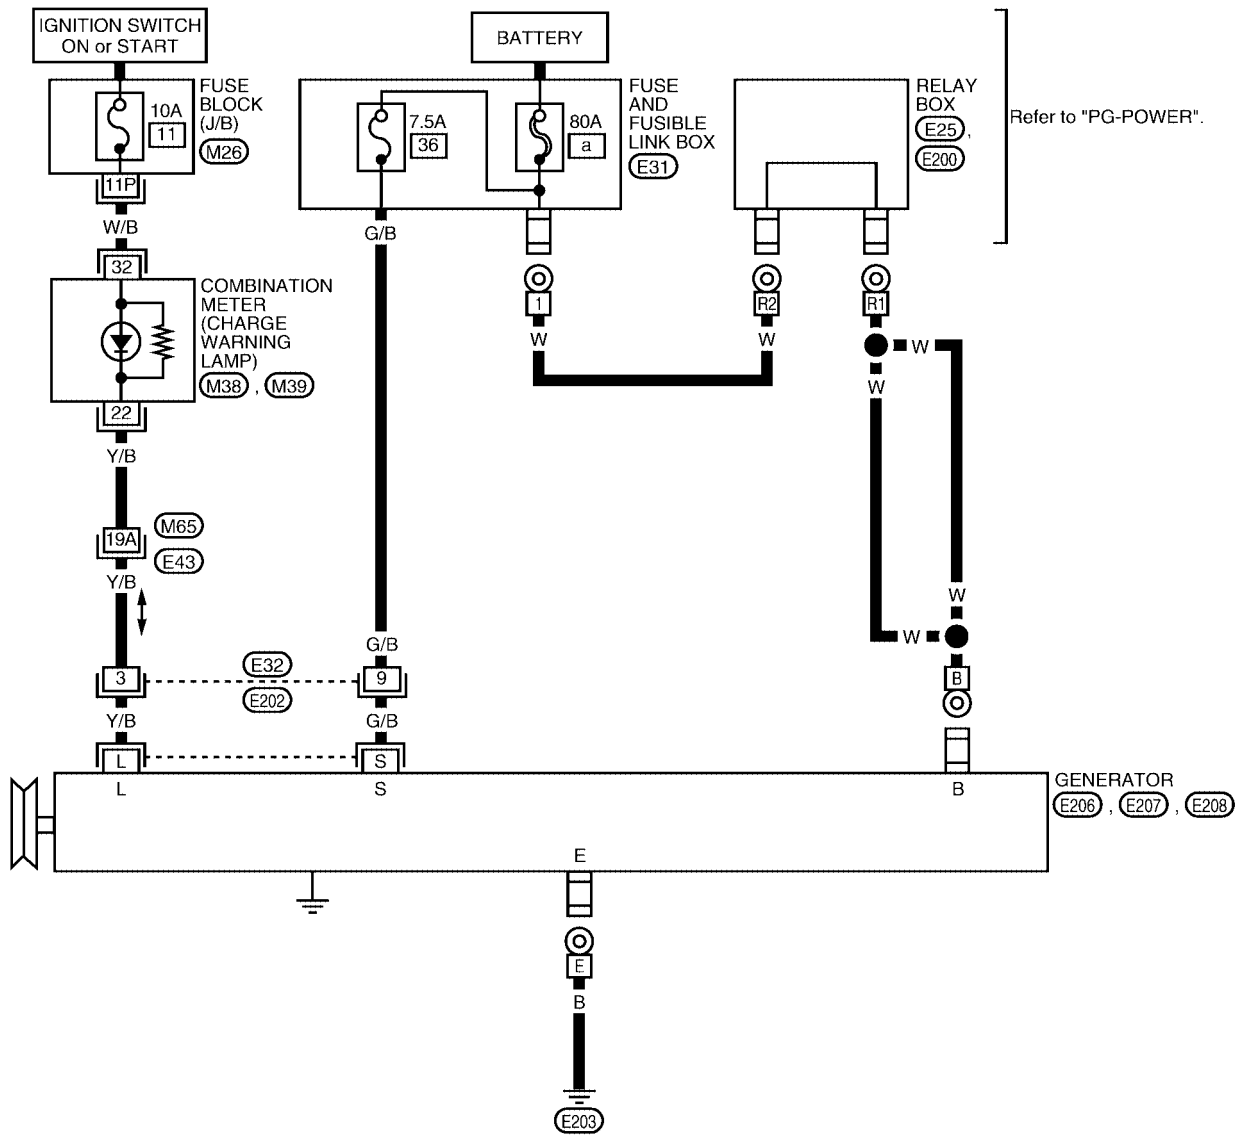 IGNITION SWITCH
ON or START
BATTERY
FUSE
BLOCK
(J/B)
M26
10A
11
11P
W/B
7.5A
36
80A
a
FUSE
AND
FUSIBLE
LINK BOX
E31
RELAY
BOX
E25 ,
E200
Refer to "PG-POWER".
G/B
32
COMBINATION
METER
(CHARGE
WARNING
LAMP)
M38 , M39
1
R2
R1
W
W
W
W
22
Y/B
19A
M65
E43
Y/B
W
W
G/B
3
E32
E202
9
B
Y/B
G/B
L
S
L
S
B
GENERATOR
E206 , E207 , E208
E
E
B
E203